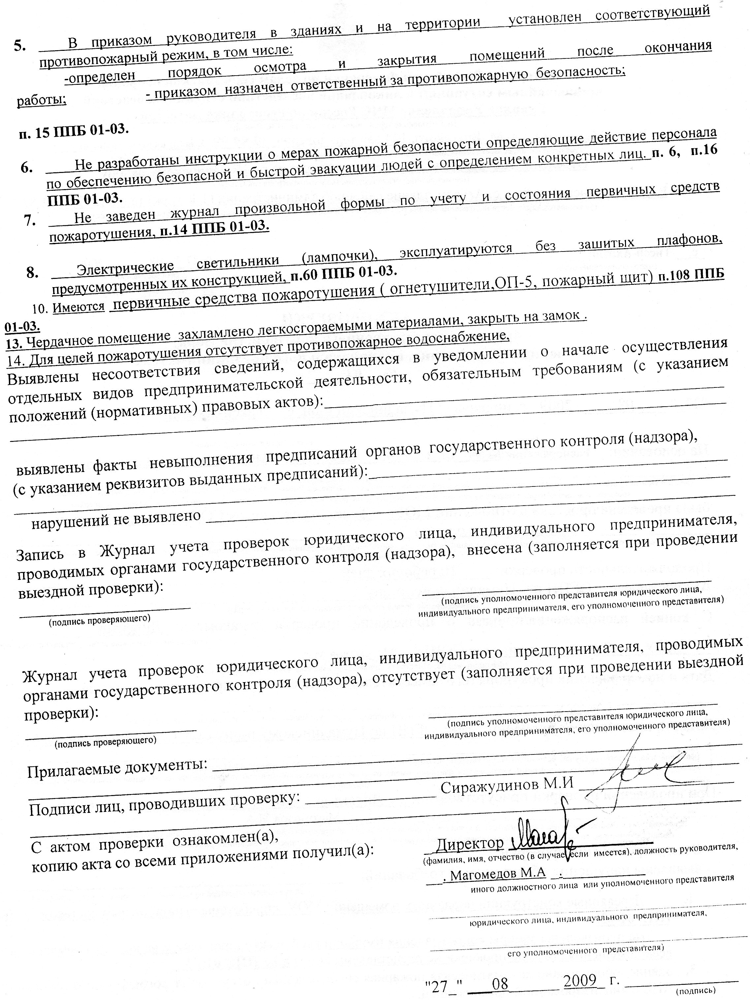 5. В приказом руководителя в зданиях и на территории установлен соответствующий
противопожарный режим, в том числе:
-определен порядок осмотра и закрытия помещений после окончания
работы; - приказом назначен ответственный за противопожарную безопасность;
п. 15 ППБ 01-03.
6. Не разработаны инструкции о мерах пожарной безопасности определяющие действие персонала
по обеспечению безопасной и быстрой эвакуации людей с определением конкретных лиц. п. 6, п.16
ППБ 01-03.
7. Не заведен журнал произвольной формы по учету и состояния первичных средств
пожаротушения, п.14 ППБ 01-03.
8. Электрические светильники (лампочки), эксплуатируются без зашитых плафонов,
предусмотренных их конструкцией, п.60 ППБ 01-03.
10. Имеются первичные средства пожаротушения ( огнетушители,ОП-5, пожарный щит) п.108 ППБ
01-03.
13. Чердачное помещение захламлено легкосгораемыми материалами, закрыть на замок .
14. Для целей пожаротушения отсутствует противопожарное водоснабжение,
Выявлены несоответствия сведений, содержащихся в уведомлении о начале осуществления
отдельных видов предпринимательской деятельности, обязательным требованиям (с указанием
положений (нормативных) правовых актов):
выявлены факты невыполнения предписаний органов государственного контроля (надзора),
(с указанием реквизитов выданных предписаний):
нарушений не выявлено
Запись в Журнал учета проверок юридического лица, индивидуального предпринимателя,
проводимых органами государственного контроля (надзора), внесена (заполняется при проведении
выездной проверки):
(подпись проверяющего)
(подпись уполномоченного представителя юридического лица,
индивидуального предпринимателя, его уполномоченного представителя)
Журнал учета проверок юридического лица, индивидуального предпринимателя, проводимых
органами государственного контроля (надзора), отсутствует (заполняется при проведении выездной
проверки):
(подпись проверяющего)
(подпись уполномоченного представителя юридического лица,
индивидуального предпринимателя, его уполномоченного представителя)
Прилагаемые документы:
Подписи лиц, проводивших проверку: Сиражудинов М.И
С актом проверки ознакомлен(а),
копию акта со всеми приложениями получил(а):
Директор
(фамилия, имя, отчество (в случае, если имеется), должность руководителя,
. Магомедов М.А .
иного должностного лица или уполномоченного представителя
юридического лица, индивидуального предпринимателя,
его уполномоченного представителя)
"27_" 08 2009 г.
(подпись)